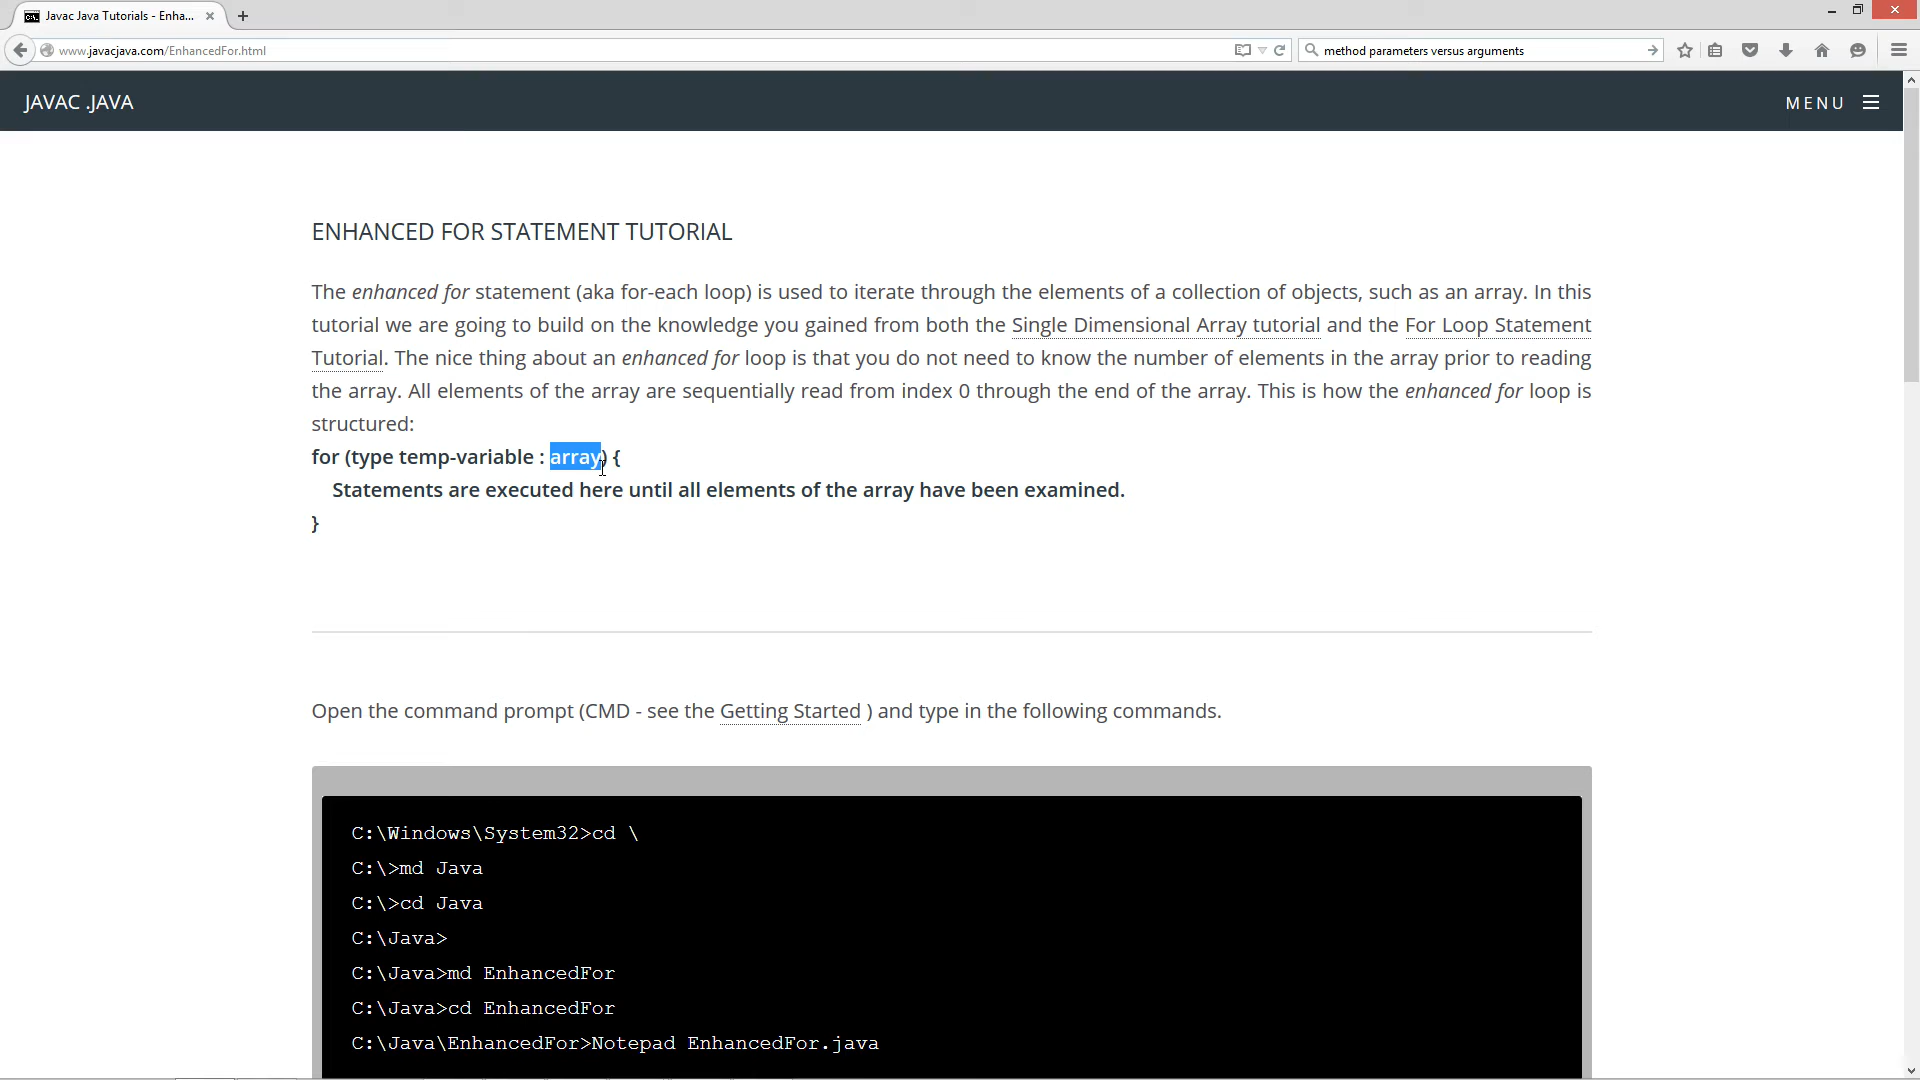 Javac Java Tutorials - Enha...
www.javacjava.com/EnhancedFor.html
method parameters versus arguments
JAVAC .JAVA
MENU
ENHANCED FOR STATEMENT TUTORIAL
The enhanced for statement (aka for-each loop) is used to iterate through the elements of a collection of objects, such as an array. In this
tutorial we are going to build on the knowledge you gained from both the Single Dimensional Array tutorial and the For Loop Statement
Tutorial. The nice thing about an enhanced for loop is that you do not need to know the number of elements in the array prior to reading
the array. All elements of the array are sequentially read from index 0 through the end of the array. This is how the enhanced for loop is
structured:
for (type temp-variable : array) {
Statements are executed here until all elements of the array have been examined.
}
Open the command prompt (CMD - see the Getting Started ) and type in the following commands.
C:\Windows\System32>cd \
C:\>md Java
C:\>cd Java
C:\Java>
C:\Java>md EnhancedFor
C:\Java>cd EnhancedFor
C:\Java\EnhancedFor>Notepad EnhancedFor.java